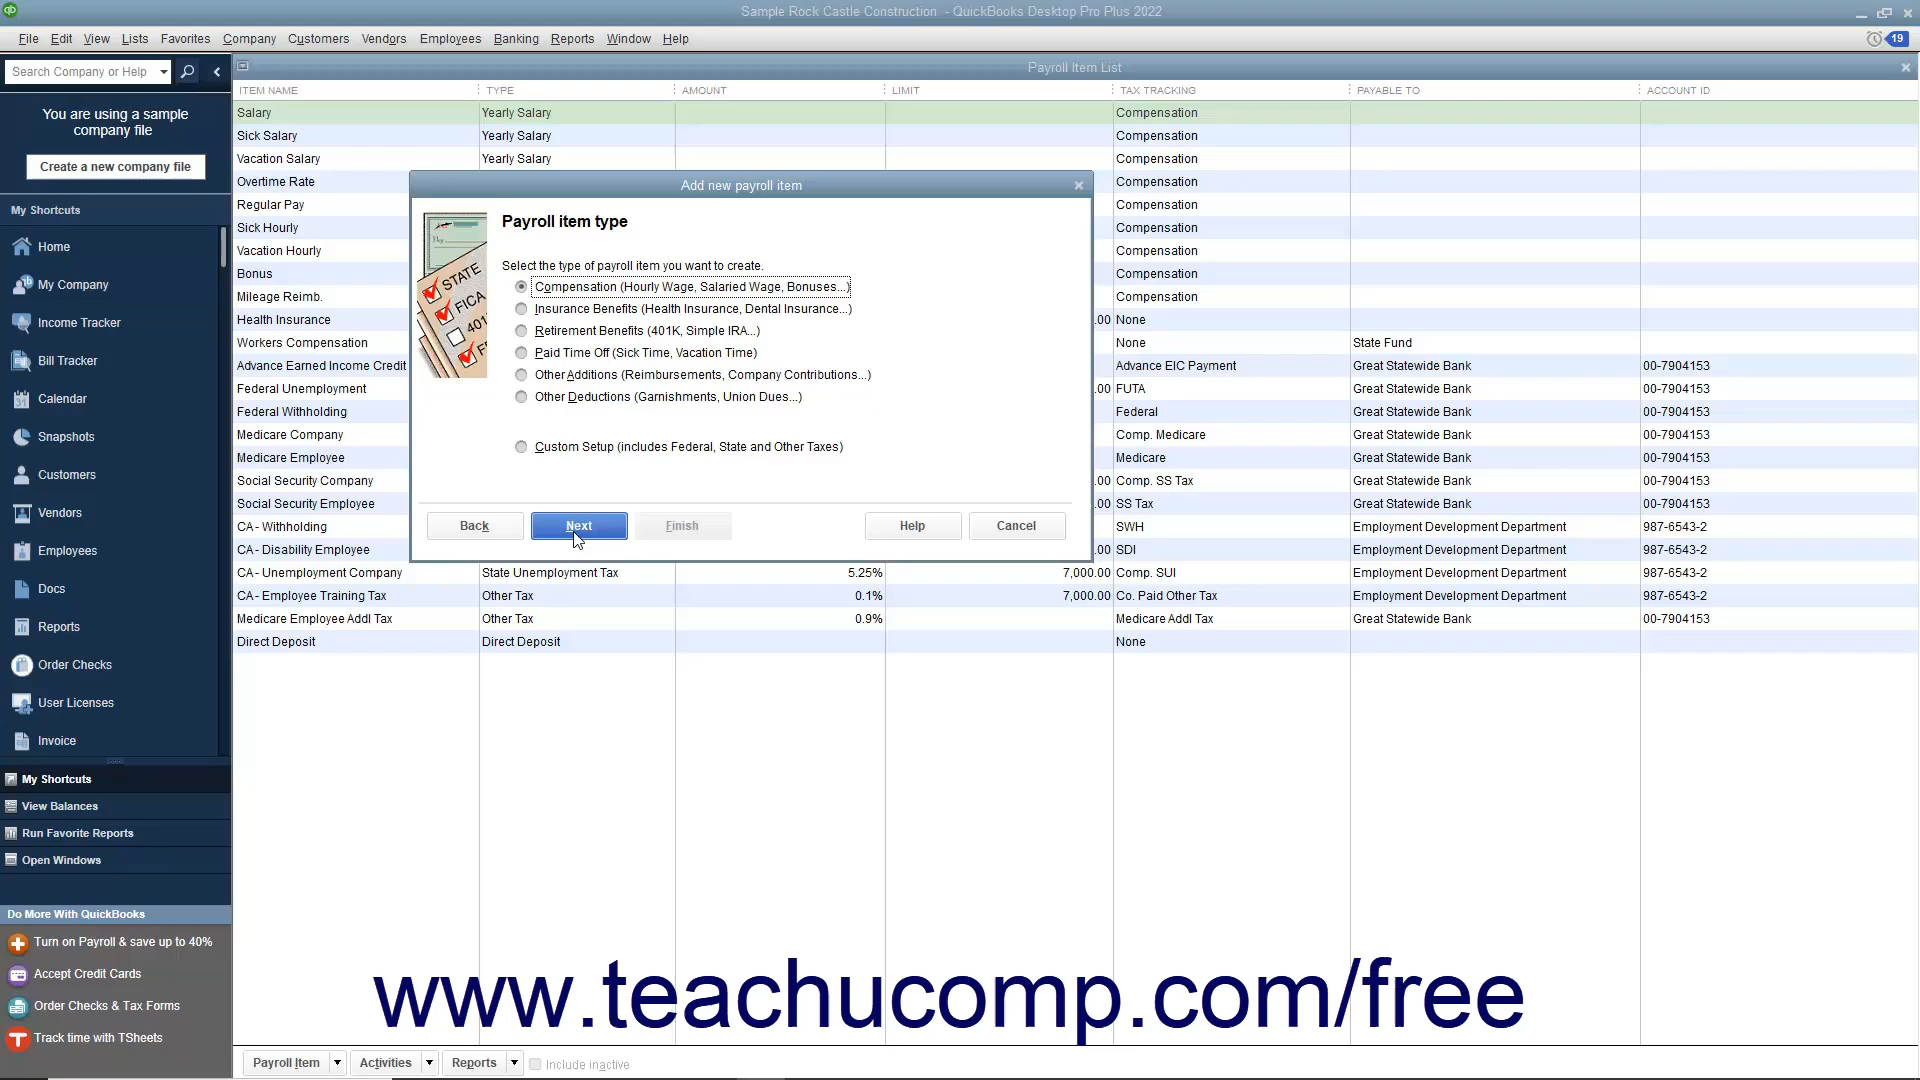 Sample Rock Castle Construction - QuickBooks Desktop Pro Plus 2022
File Edit View Lists Favorites Company Customers Vendors Employees Banking Reports Window Help
19
Search Company or Help
You are using a sample
company file
Create a new company file
My Shortcuts
Home
My Company
Income Tracker
Bill Tracker
Calendar
Snapshots
Customers
Vendors
Employees
Docs
Reports
Order Checks
User Licenses
Invoice
My Shortcuts
View Balances
Run Favorite Reports
Open Windows
Do More With QuickBooks
Turn on Payroll & save up to 40%
Accept Credit Cards
Order Checks & Tax Forms
Track time with TSheets
Payroll Item List
ITEM NAME TYPE AMOUNT LIMIT TAX TRACKING PAYABLE TO ACCOUNT ID
Salary Yearly Salary Compensation
Sick Salary Yearly Salary Compensation
Vacation Salary Yearly Salary Compensation
Overtime Rate Compensation
Regular Pay Compensation
Sick Hourly Compensation
Vacation Hourly Compensation
Bonus Compensation
Mileage Reimb. Compensation
Health Insurance .00 None
Workers Compensation None State Fund
Advance Earned Income Credit Advance EIC Payment Great Statewide Bank 00-7904153
Federal Unemployment .00 FUTA Great Statewide Bank 00-7904153
Federal Withholding Federal Great Statewide Bank 00-7904153
Medicare Company Comp. Medicare Great Statewide Bank 00-7904153
Medicare Employee Medicare Great Statewide Bank 00-7904153
Social Security Company .00 Comp. SS Tax Great Statewide Bank 00-7904153
Social Security Employee .00 SS Tax Great Statewide Bank 00-7904153
CA - Withholding SWH Employment Development Department 987-6543-2
CA - Disability Employee .00 SDI Employment Development Department 987-6543-2
CA - Unemployment Company State Unemployment Tax 5.25% 7,000.00 Comp. SUI Employment Development Department 987-6543-2
CA - Employee Training Tax Other Tax 0.1% 7,000.00 Co. Paid Other Tax Employment Development Department 987-6543-2
Medicare Employee Addl Tax Other Tax 0.9% Medicare Addl Tax Great Statewide Bank 00-7904153
Direct Deposit Direct Deposit None
Add new payroll item
STATE
FICA
401
Payroll item type
Select the type of payroll item you want to create.
Compensation (Hourly Wage, Salaried Wage, Bonuses...)
Insurance Benefits (Health Insurance, Dental Insurance...)
Retirement Benefits (401K, Simple IRA...)
Paid Time Off (Sick Time, Vacation Time)
Other Additions (Reimbursements, Company Contributions...)
Other Deductions (Garnishments, Union Dues...)
Custom Setup (includes Federal, State and Other Taxes)
Back Next Finish Help Cancel
www.teachucomp.com/free
Payroll Item Activities Reports Include inactive